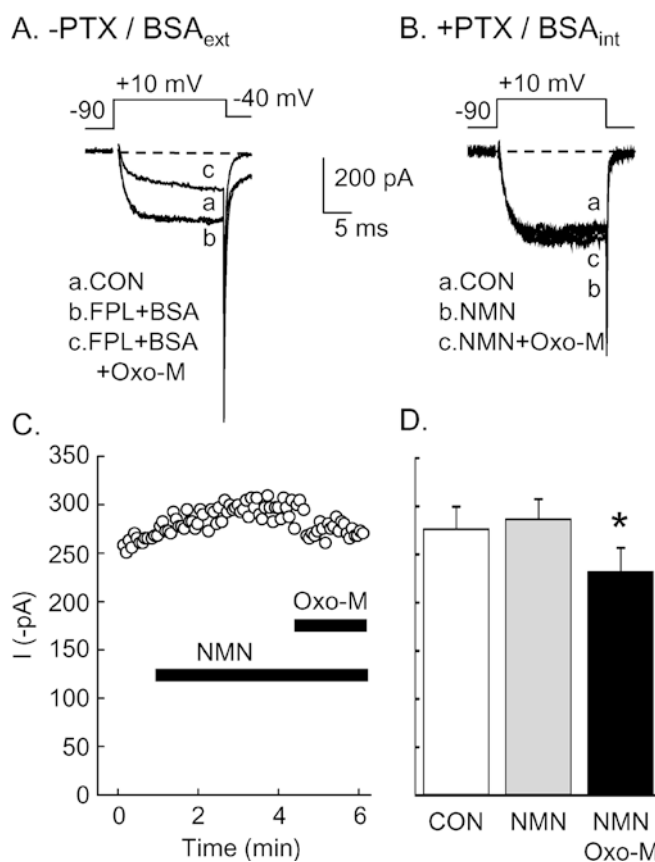 A. -PTX / BSAext
+10 mV
-90
-40 mV
c
a
b
200 pA
5 ms
a.CON
b.FPL+BSA
c.FPL+BSA
+Oxo-M
B. +PTX / BSAint
+10 mV
-90
a
c
b
a.CON
b.NMN
c.NMN+Oxo-M
C.
I (-pA)
350
300
250
200
150
100
50
0
Oxo-M
NMN
0 2 4 6
Time (min)
D.
*
CON NMN NMN
Oxo-M